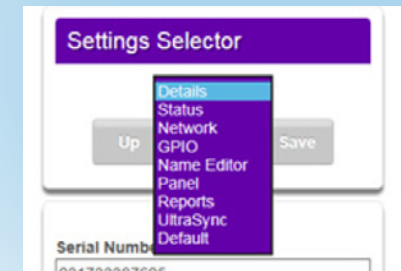 Settings Selector
Details
Status
Network
GPIO
Name Editor
Panel
Reports
UltraSync
Default
Up
Save
Serial Numbe